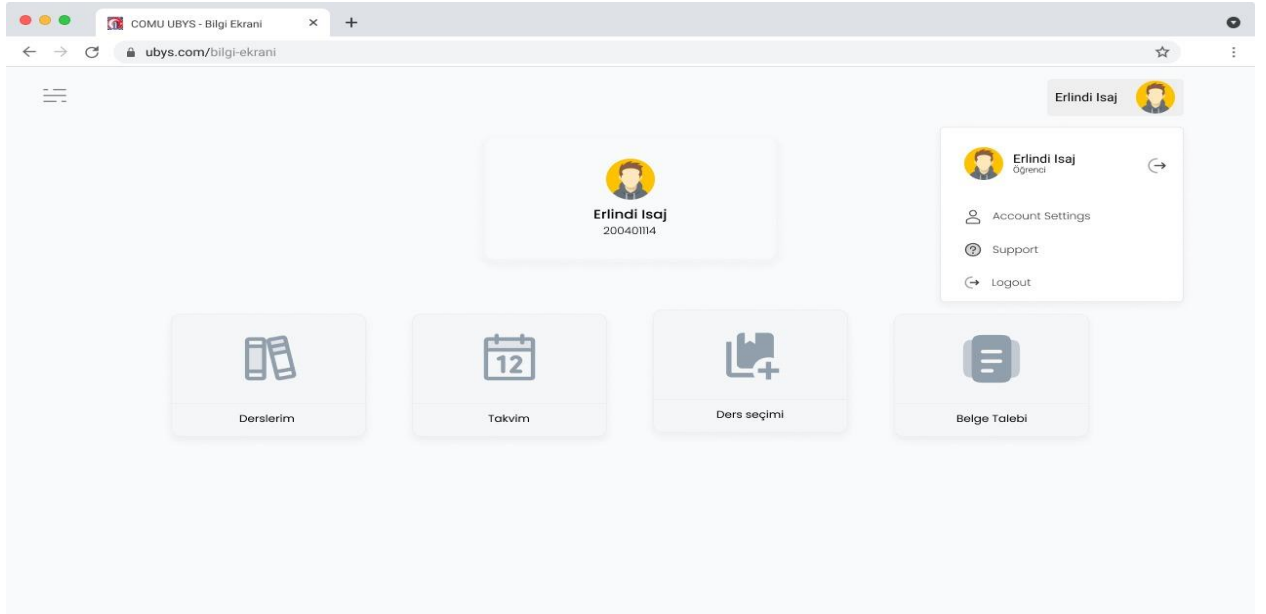 COMU UBYS - Bilgi Ekrani
ubys.com/bilgi-ekrani
Erlindi Isaj
Erlindi Isaj
Öğrenci
Account Settings
Support
Logout
Erlindi Isaj
200401114
12
Derslerim
Takvim
Ders seçimi
Belge Talebi